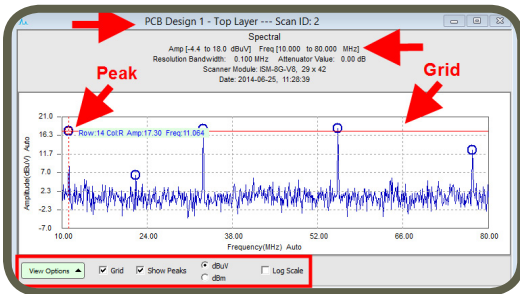 PCB Design 1 - Top Layer --- Scan ID: 2
Spectral
Amp [-4.4 to 18.0 dBuV] Freq [10.000 to 80.000 MHz]
Resolution Bandwidth: 0.100 MHz Attenuator Value: 0.00 dB
Scanner Module: ISM-8G-V8, 29 x 42
Date: 2014-06-25, 11:28:39
Peak
Grid
Amplitude(dBuV) Auto
21.0
16.3
11.7
7.0
2.3
-2.3
-7.0
Row:14 Col:R Amp:17.30 Freq:11.064
10.00 24.00 38.00 52.00 66.00 80.00
Frequency(MHz) Auto
View Options Grid Show Peaks dBuV Log Scale
dBm